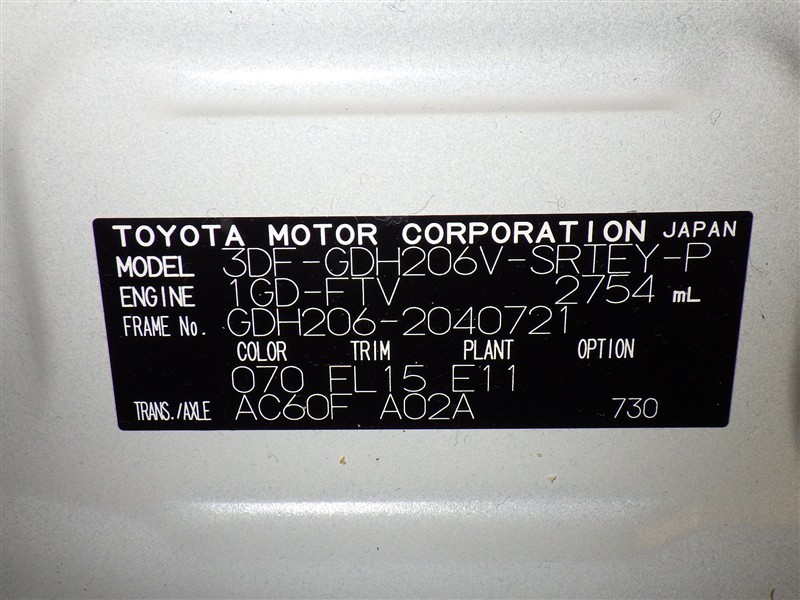 TOYOTA MOTOR CORPORATION JAPAN
MODEL 3DF-GDH206V-SRTEY-P
ENGINE 1GD-FTV 2754 mL
FRAME No. GDH206-2040721
COLOR TRIM PLANT OPTION
070 FL15 E11
TRANS./AXLE AC60F A02A 730